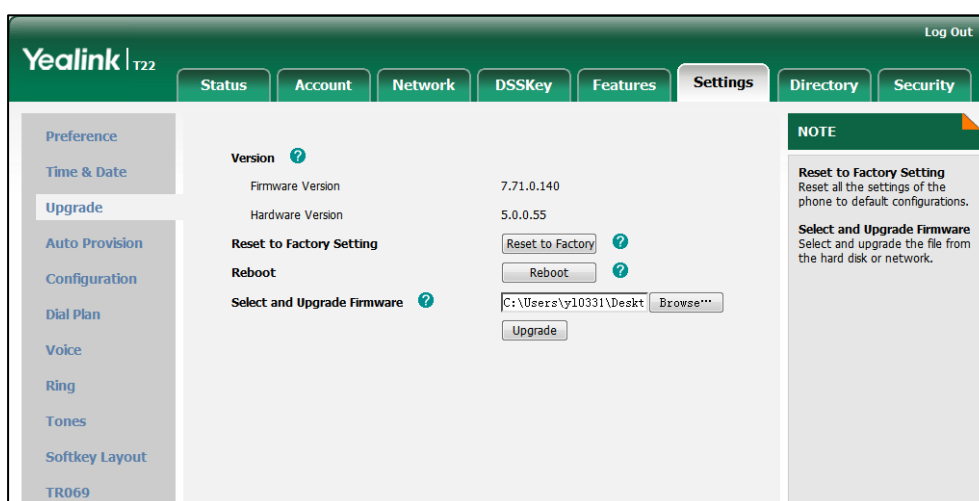 Log Out
Yealink T22
Status Account Network DSSKey Features Settings Directory Security
Preference
Time & Date
Upgrade
Auto Provision
Configuration
Dial Plan
Voice
Ring
Tones
Softkey Layout
TR069
Version ?
Firmware Version 7.71.0.140
Hardware Version 5.0.0.55
Reset to Factory Setting Reset to Factory ?
Reboot Reboot ?
Select and Upgrade Firmware ? C:\Users\yl0331\Deskt Browse...
Upgrade
NOTE
Reset to Factory Setting
Reset all the settings of the
phone to default configurations.
Select and Upgrade Firmware
Select and upgrade the file from
the hard disk or network.